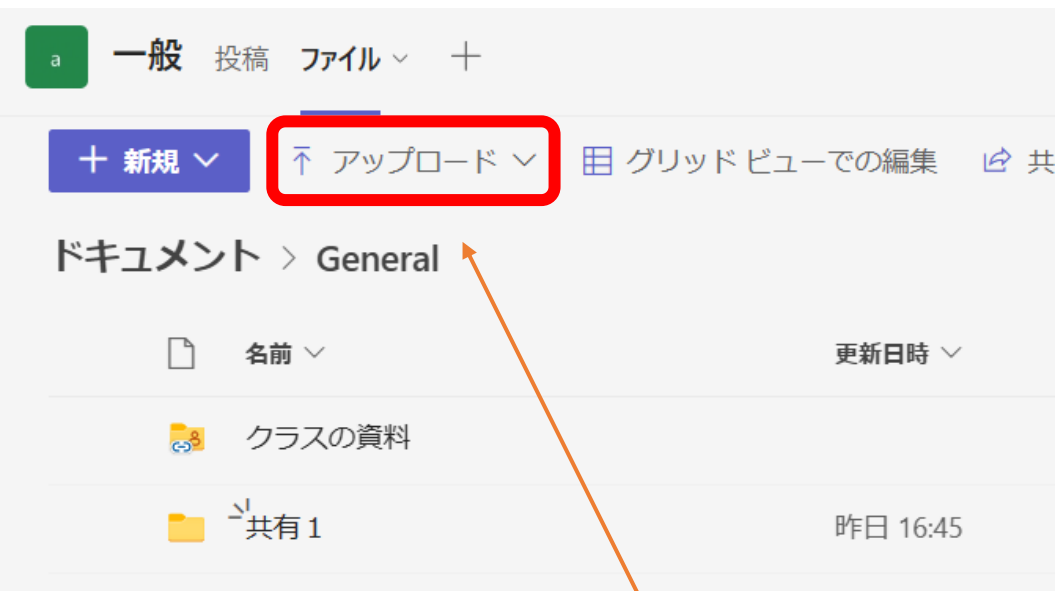 a 一般 投稿 ファイル
新規 アップロード グリッド ビューでの編集 共
ドキュメント > General
名前 更新日時
クラスの資料
共有1 昨日 16:45